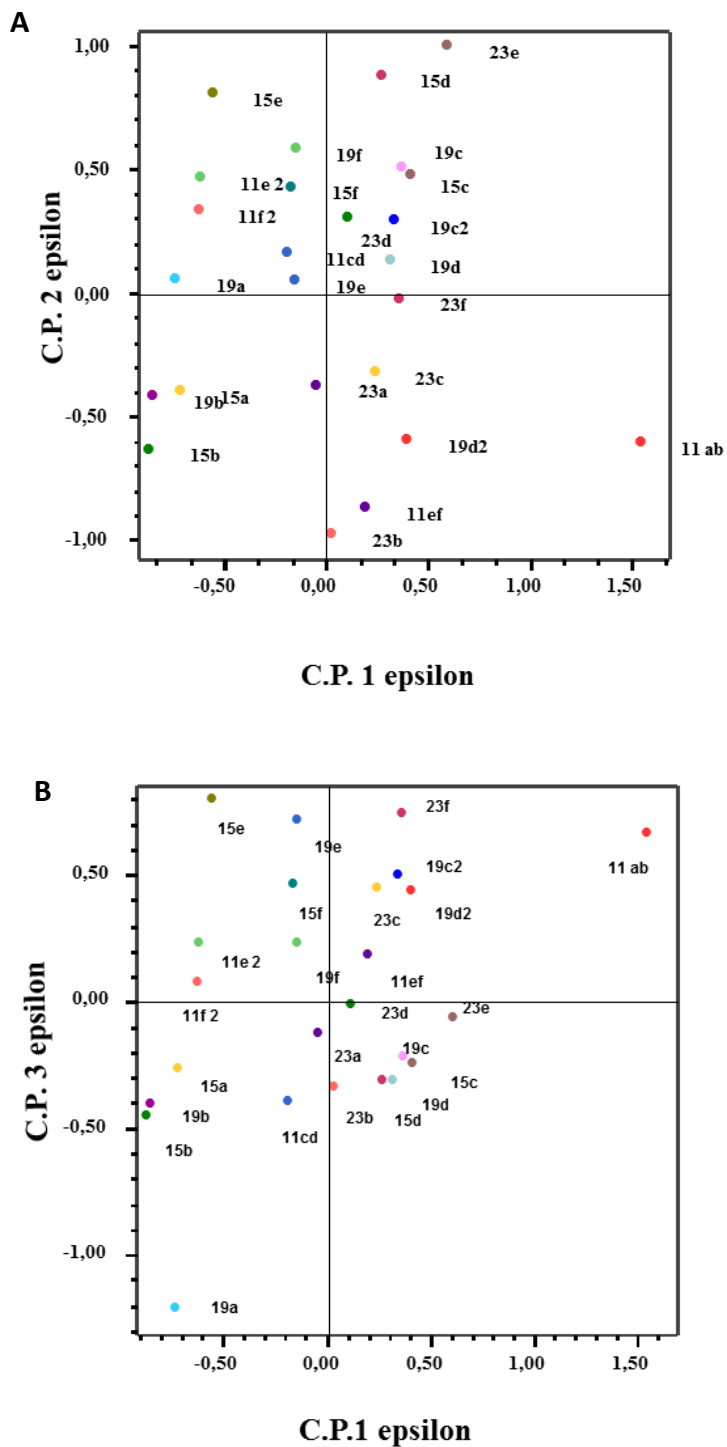 A
1,00
23e
15d
15e
19f
19c
0,50
11e 2
15f
15c
11f 2
19c2
23d
11cd
19d
19a
19e
0,00
23f
C.P. 2 epsilon
23c
23a
19b
15a
-0,50
19d2
11 ab
15b
11ef
-1,00
23b
-0,50
0,00
0,50
1,00
1,50
C.P. 1 epsilon
B
23f
15e
19e
0,50
19c2
11 ab
15f
23c
19d2
11e 2
19f
11ef
0,00
11f 2
23d
23e
C.P. 3 epsilon
19c
23a
15a
15c
19d
19b
23b
15d
-0,50
11cd
15b
-1,00
19a
-0,50
0,00
0,50
1,00
1,50
C.P.1 epsilon